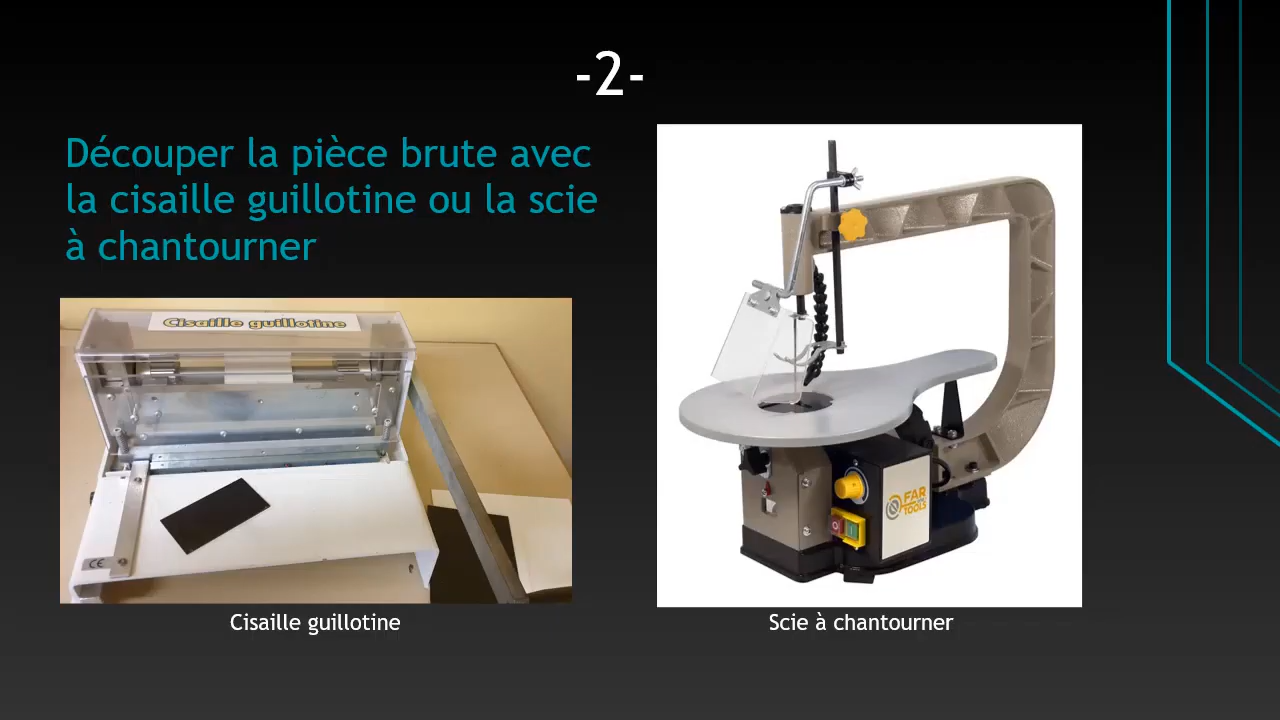 -2-
Découper la pièce brute avec
la cisaille guillotine ou la scie
à chantourner
Cisaille guillotine
CE
FAR
TOOLS
Cisaille guillotine
Scie à chantourner